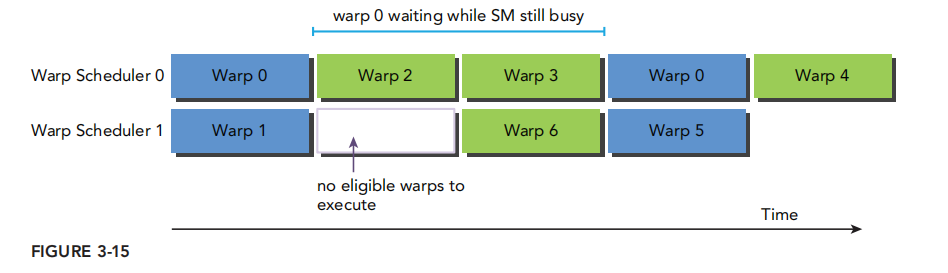 warp 0 waiting while SM still busy
Warp Scheduler 0 Warp 0 Warp 2 Warp 3 Warp 0 Warp 4
Warp Scheduler 1 Warp 1 Warp 6 Warp 5
no eligible warps to
execute
Time
FIGURE 3-15